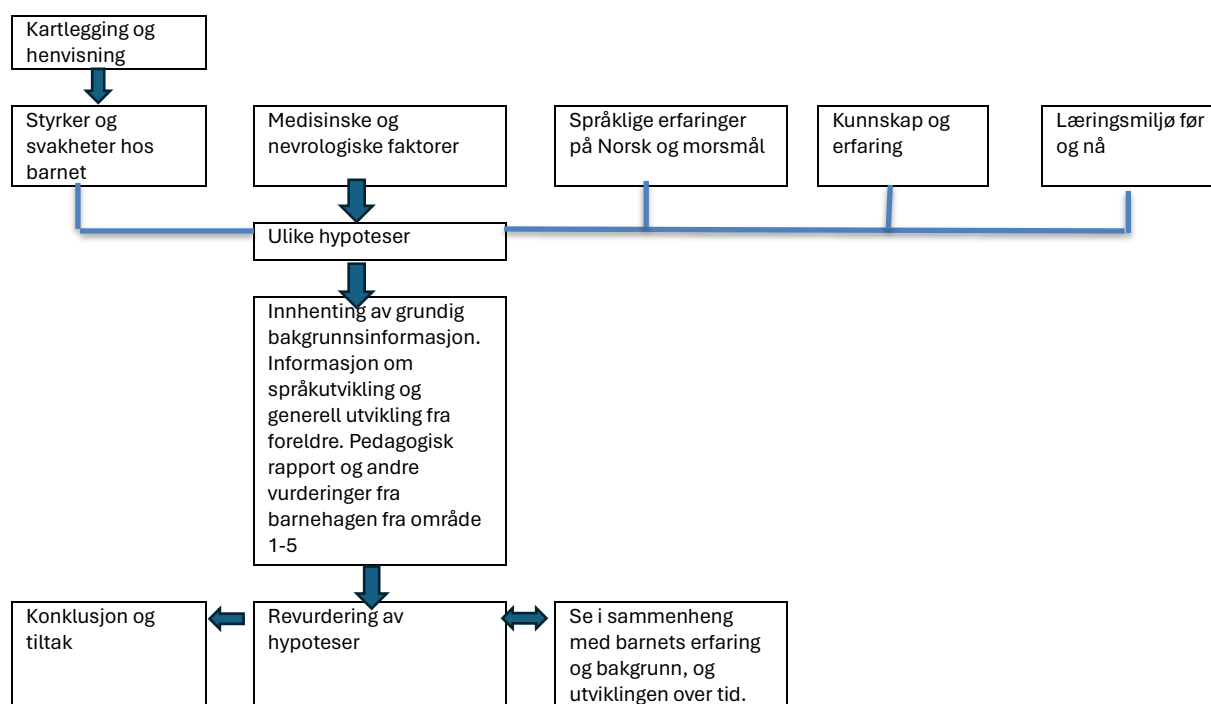 Kartlegging og
henvisning
Styrker og
svakheter hos
barnet
Medisinske og
nevrologiske faktorer
Språklige erfaringer
på Norsk og morsmål
Kunnskap og
erfaring
Læringsmiljø før
og nå
Ulike hypoteser
Innhenting av grundig
bakgrunnsinformasjon.
Informasjon om
språkutvikling og
generell utvikling fra
foreldre. Pedagogisk
rapport og andre
vurderinger fra
barnehagen fra område
1-5
Konklusjon og
tiltak
Revurdering av
hypoteser
Se i sammenheng
med barnets erfaring
og bakgrunn, og
utviklingen over tid.